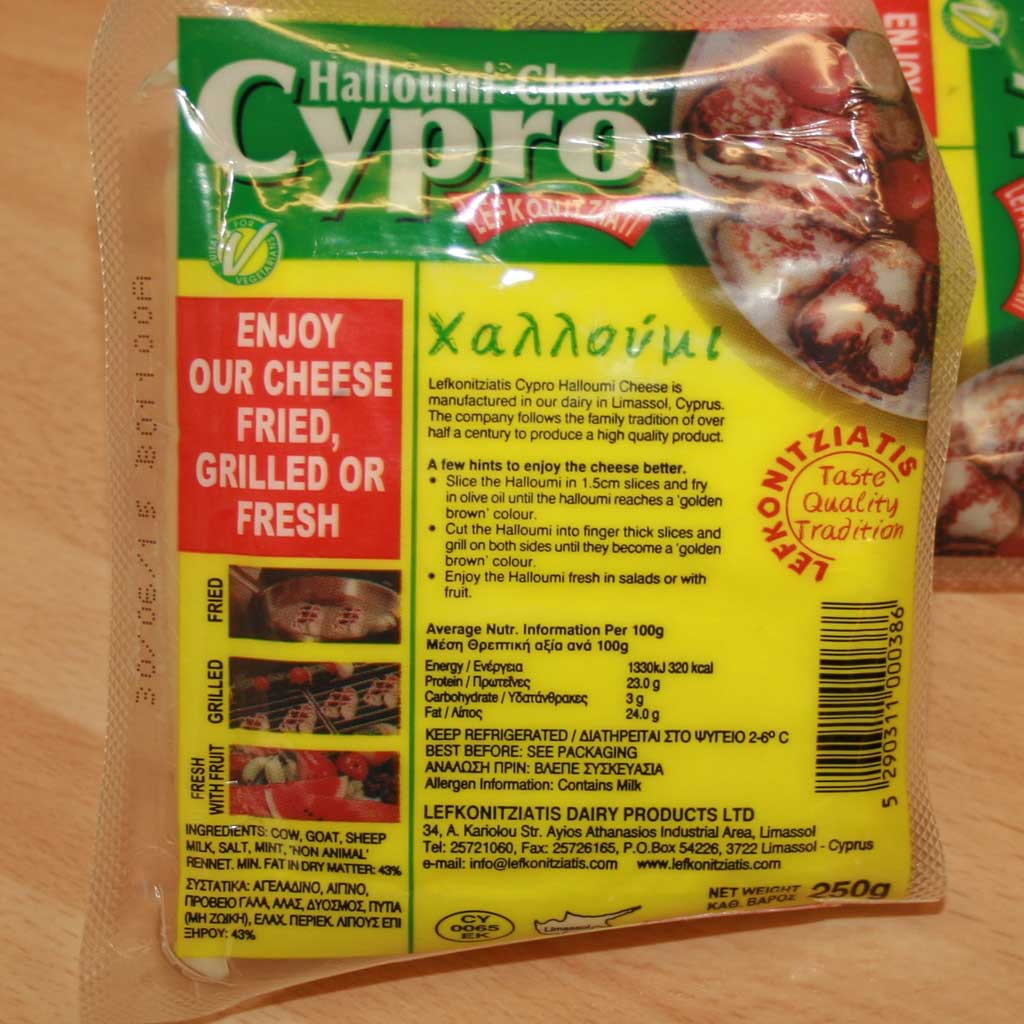 Halloumi Cheese
Cypro
LEFKONITZIATI
FOR
VEGETARIANS
ENJOY
OUR CHEESE
FRIED,
GRILLED OR
FRESH
FRIED
GRILLED
FRESH
WITH FRUIT
INGREDIENTS: COW, GOAT, SHEEP
MILK, SALT, MINT, 'NON ANIMAL'
RENNET. MIN. FAT IN DRY MATTER: 43%
ΣΥΣΤΑΤΙΚΑ: ΑΓΕΛΑΔΙΝΟ, ΑΙΓΙΝΟ,
ΠΡΟΒΕΙΟ ΓΑΛΑ, ΑΛΑΣ, ΔΥΟΣΜΟΣ, ΠΥΤΙΑ
(ΜΗ ΖΩΙΚΗ), ΕΛΑΧ. ΠΕΡΙΕΚ. ΛΙΠΟΥΣ ΕΠΙ
ΞΗΡΟΥ: 43%
Χαλλούμι
Lefkonitziatis Cypro Halloumi Cheese is
manufactured in our dairy in Limassol, Cyprus.
The company follows the family tradition of over
half a century to produce a high quality product.
A few hints to enjoy the cheese better.
• Slice the Halloumi in 1.5cm slices and fry
in olive oil until the halloumi reaches a 'golden
brown' colour.
• Cut the Halloumi into finger thick slices and
grill on both sides until they become a 'golden
brown' colour.
• Enjoy the Halloumi fresh in salads or with
fruit.
LEFKONITZIATIS
Taste
Quality
Tradition
LEFK
Average Nutr. Information Per 100g
Μέση Θρεπτική αξία ανά 100g
Energy / Ενέργεια 1330kJ 320 kcal
Protein / Πρωτεΐνες 23.0 g
Carbohydrate / Υδατάνθρακες 3 g
Fat / Λίπος 24.0 g
KEEP REFRIGERATED / ΔΙΑΤΗΡΕΙΤΑΙ ΣΤΟ ΨΥΓΕΙΟ 2-6º C
BEST BEFORE: SEE PACKAGING
ΑΝΑΛΩΣΗ ΠΡΙΝ: ΒΛΕΠΕ ΣΥΣΚΕΥΑΣΙΑ
Allergen Information: Contains Milk
5 290311 000386
LEFKONITZIATIS DAIRY PRODUCTS LTD
34, A. Kariolou Str. Ayios Athanasios Industrial Area, Limassol
Tel: 25721060, Fax: 25726165, P.O.Box 54226, 3722 Limassol - Cyprus
e-mail: info@lefkonitziatis.com www.lefkonitziatis.com
NET WEIGHT 250g
ΚΑΘ. ΒΑΡΟΣ
CY
0065
EK
Limassol
ENJOY